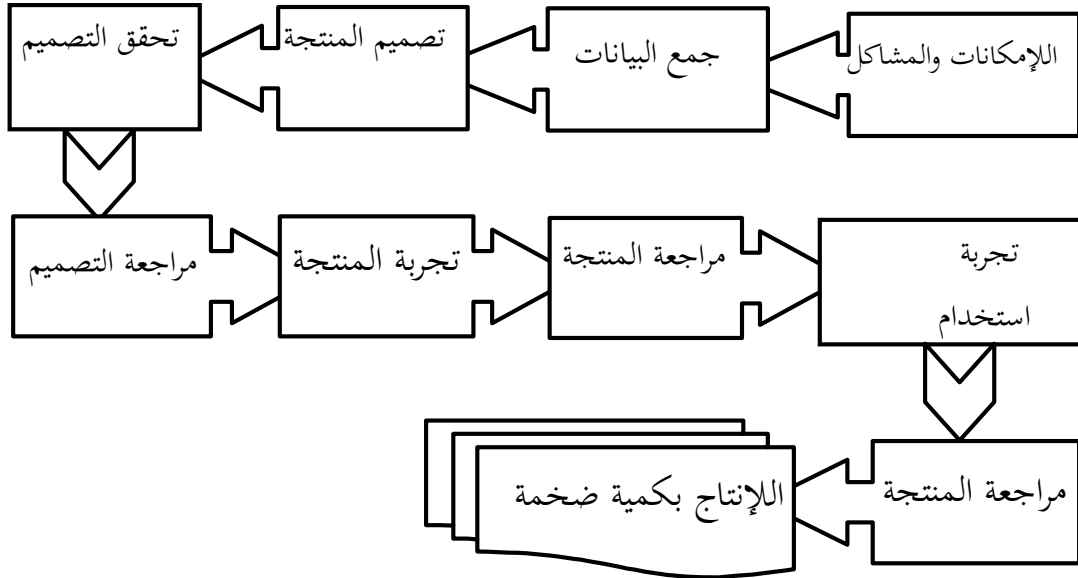 اللإمكانات والمشاكل
جمع البيانات
تصميم المنتجة
تحقق التصميم
مراجعة التصميم
تجربة المنتجة
مراجعة المنتجة
تجربة
استخدام
مراجعة المنتجة
اللإنتاج بكمية ضخمة